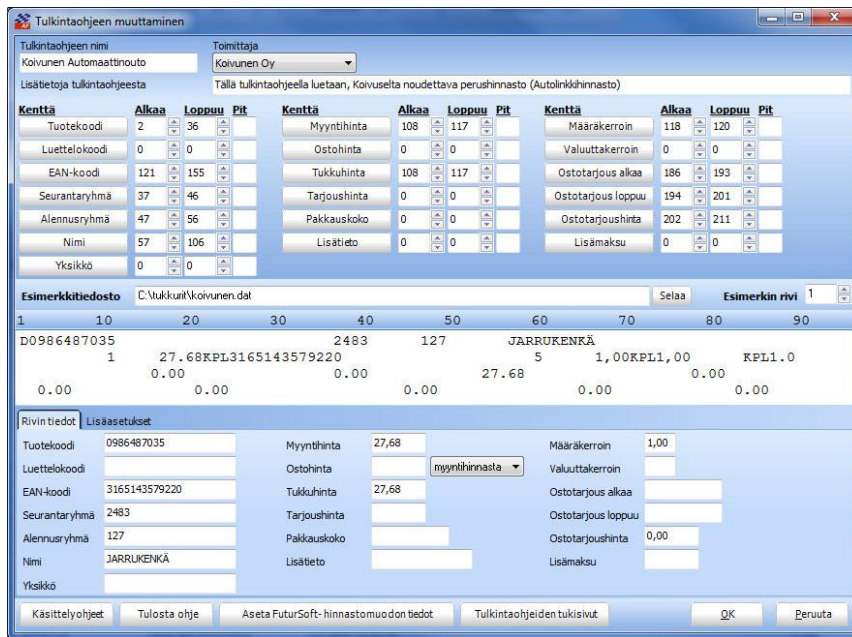 Tulkintaohjeen muuttaminen
Tulkintaohjeen nimi Toimittaja
Koivunen Automaattinouto Koivunen Oy
Lisätietoja tulkintaohjeesta Tällä tulkintaohjeella luetaan, Koivuselta noudettava perushinnasto (Autolinkkihinnasto)
Kenttä Alkaa Loppuu Pit Kenttä Alkaa Loppuu Pit Kenttä Alkaa Loppuu Pit
Tuotekoodi 2 36 Myyntihinta 108 117 Määräkerroin 118 120
Luettelokoodi 0 0 Ostohinta 0 0 Valuuttakerroin 0 0
EAN-koodi 121 155 Tukkuhinta 108 117 Ostotarjous alkaa 186 193
Seurantaryhmä 37 46 Tarjoushinta 0 0 Ostotarjous loppuu 194 201
Alennusryhmä 47 56 Pakkauskoko 0 0 Ostotarjoushinta 202 211
Nimi 57 106 Lisätieto 0 0 Lisämaksu 0 0
Yksikkö 0 0
Esimerkkitiedosto C:\tukkurit\koivunen.dat Selaa Esimerkin rivi 1
1 10 20 30 40 50 60 70 80 90
D0986487035 2483 127 JARRUKENKÄ
1 27.68KPL3165143579220 5 1,00KPL1,00 KPL1.0
0.00 0.00 27.68 0.00
0.00 0.00 0.00 0.00 0.00
Rivin tiedot Lisäasetukset
Tuotekoodi 0986487035 Myyntihinta 27,68 Määräkerroin 1,00
Luettelokoodi Ostohinta myyntihinnasta Valuuttakerroin
EAN-koodi 3165143579220 Tukkuhinta 27,68 Ostotarjous alkaa
Seurantaryhmä 2483 Tarjoushinta Ostotarjous loppuu
Alennusryhmä 127 Pakkauskoko Ostotarjoushinta 0,00
Nimi JARRUKENKÄ Lisätieto Lisämaksu
Yksikkö
Käsittelyohjeet Tulosta ohje Aseta FuturSoft- hinnastomuodon tiedot Tulkintaohjeiden tukisivut OK Peruuta